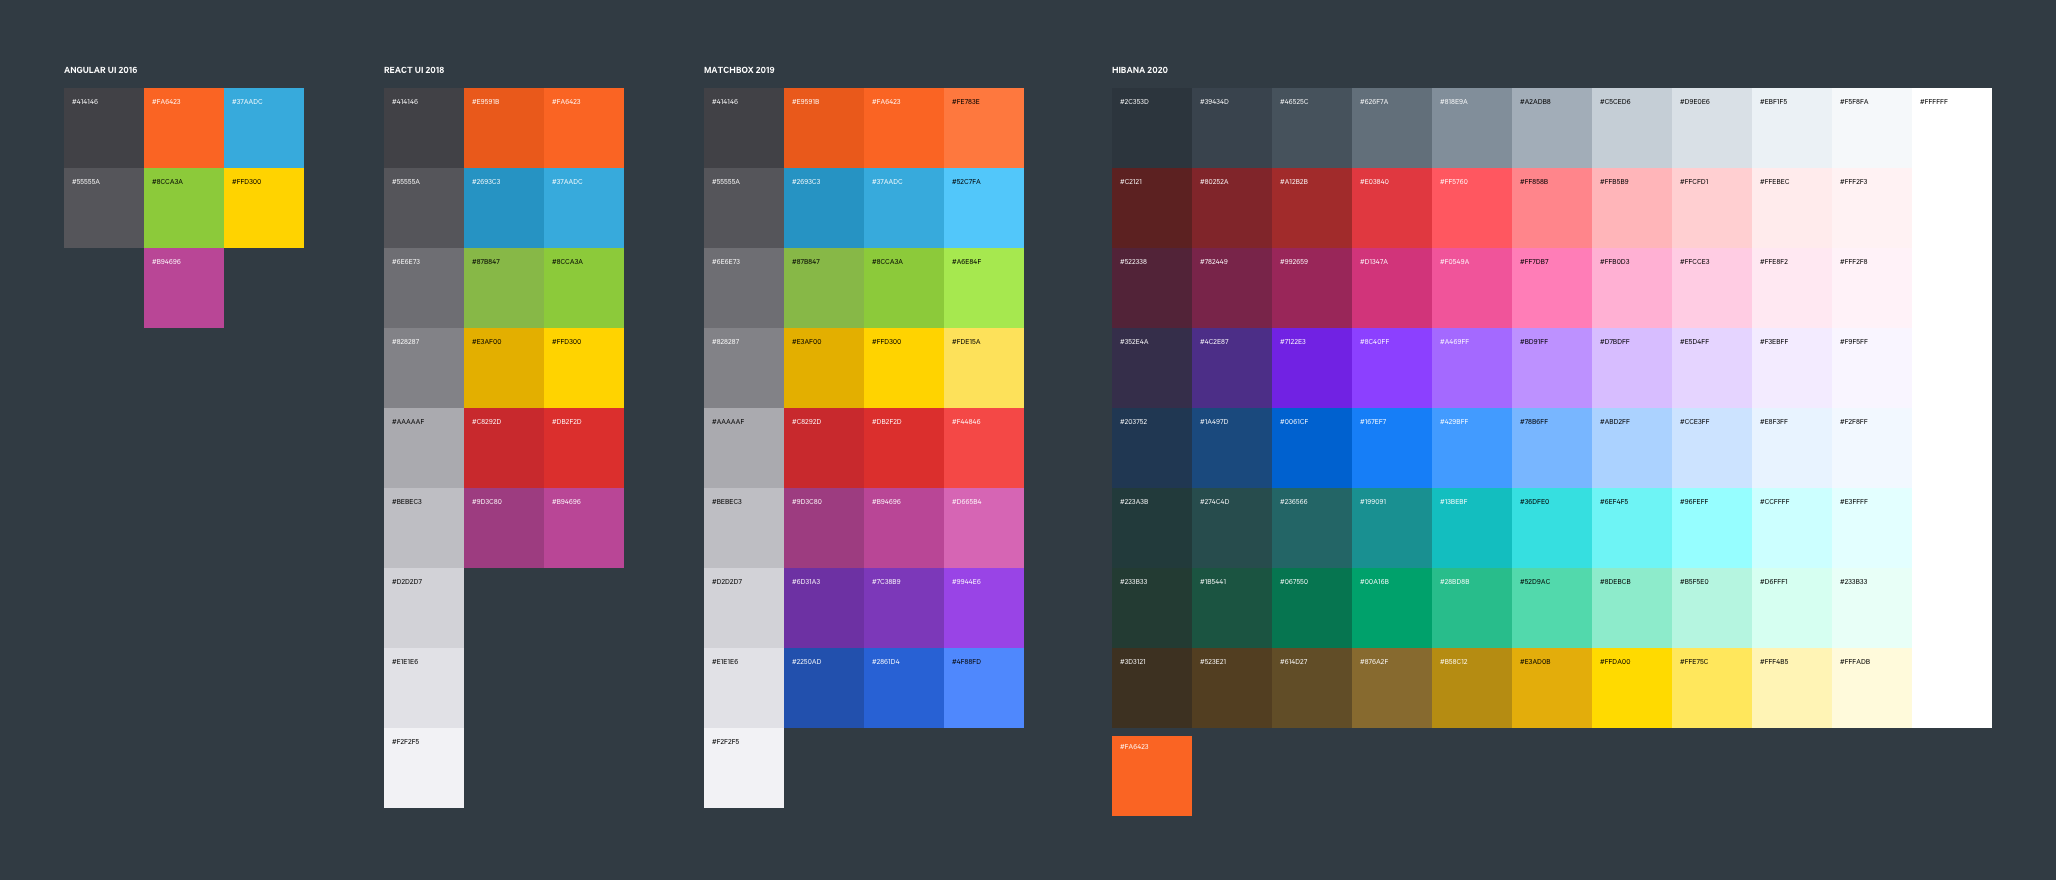 ANGULAR UI 2016
#414146 #FA6423 #37AADC
#55555A #8CCA3A #FFD300
#B94696
REACT UI 2018
#414146 #E9591B #FA6423
#55555A #2693C3 #37AADC
#6E6E73 #87B847 #8CCA3A
#828287 #E3AF00 #FFD300
#AAAAAF #C8292D #DB2F2D
#BEBEC3 #9D3C80 #B94696
#D2D2D7
#E1E1E6
#F2F2F5
MATCHBOX 2019
#414146 #E9591B #FA6423 #FE783E
#55555A #2693C3 #37AADC #52C7FA
#6E6E73 #87B847 #8CCA3A #A6E84F
#828287 #E3AF00 #FFD300 #FDE15A
#AAAAAF #C8292D #DB2F2D #F44846
#BEBEC3 #9D3C80 #B94696 #D665B4
#D2D2D7 #6D31A3 #7C38B9 #9944E6
#E1E1E6 #2250AD #2861D4 #4F88FD
#F2F2F5
HIBANA 2020
#2C353D #39434D #46525C #626F7A #818E9A #A2ADB8 #C5CED6 #D9E0E6 #EBF1F5 #F5F8FA #FFFFFF
#C2121 #80252A #A12B2B #E03840 #FF5760 #FF858B #FFB5B9 #FFCFD1 #FFEBEC #FFF2F3
#522338 #782449 #992659 #D1347A #F0549A #FF7DB7 #FFB0D3 #FFCCE3 #FFE8F2 #FFF2F8
#352E4A #4C2E87 #7122E3 #8C40FF #A469FF #BD91FF #D7BDFF #E5D4FF #F3EBFF #F9F5FF
#203752 #1A497D #0061CF #167EF7 #429BFF #78B6FF #ABD2FF #CCE3FF #E8F3FF #F2F8FF
#223A3B #274C4D #236566 #199091 #13BEBF #36DFE0 #6EF4F5 #96FEFF #CCFFFF #E3FFFF
#233B33 #1B5441 #067550 #00A16B #28BD8B #52D9AC #8DEBCB #B5F5E0 #D6FFF1 #233B33
#3D3121 #523E21 #614D27 #876A2F #B58C12 #E3AD0B #FFDA00 #FFE75C #FFF4B5 #FFFADB
#FA6423